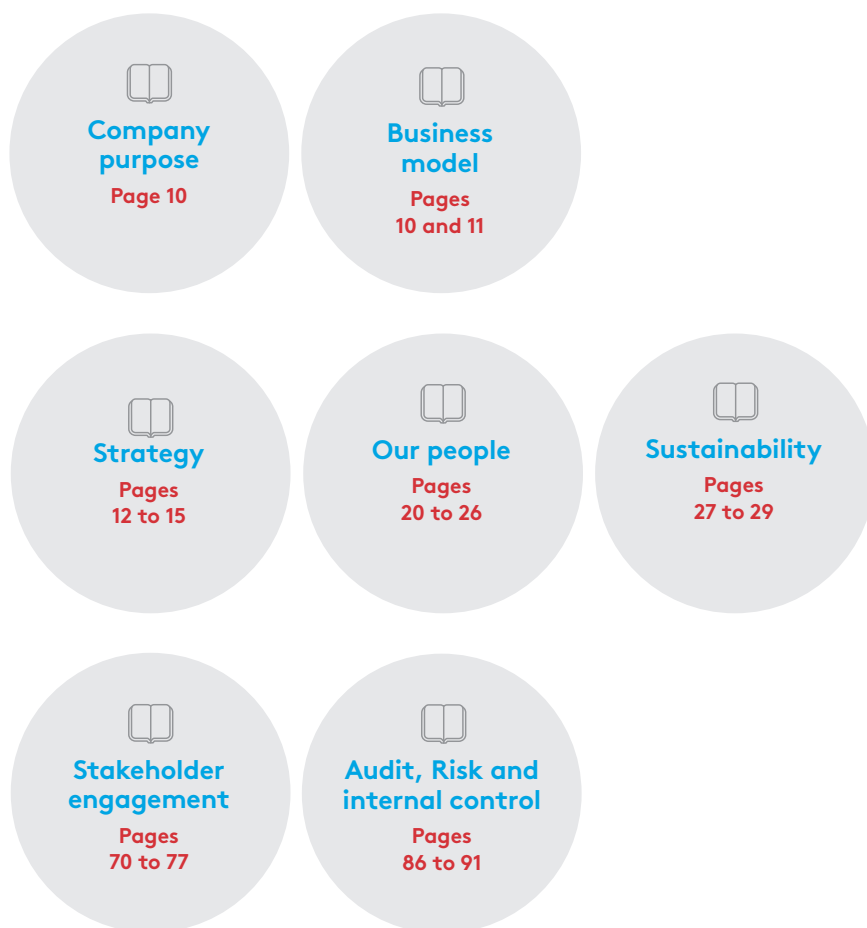 Company
purpose
Page 10
Business
model
Pages
10 and 11
Strategy
Pages
12 to 15
Our people
Pages
20 to 26
Sustainability
Pages
27 to 29
Stakeholder
engagement
Pages
70 to 77
Audit, Risk and
internal control
Pages
86 to 91